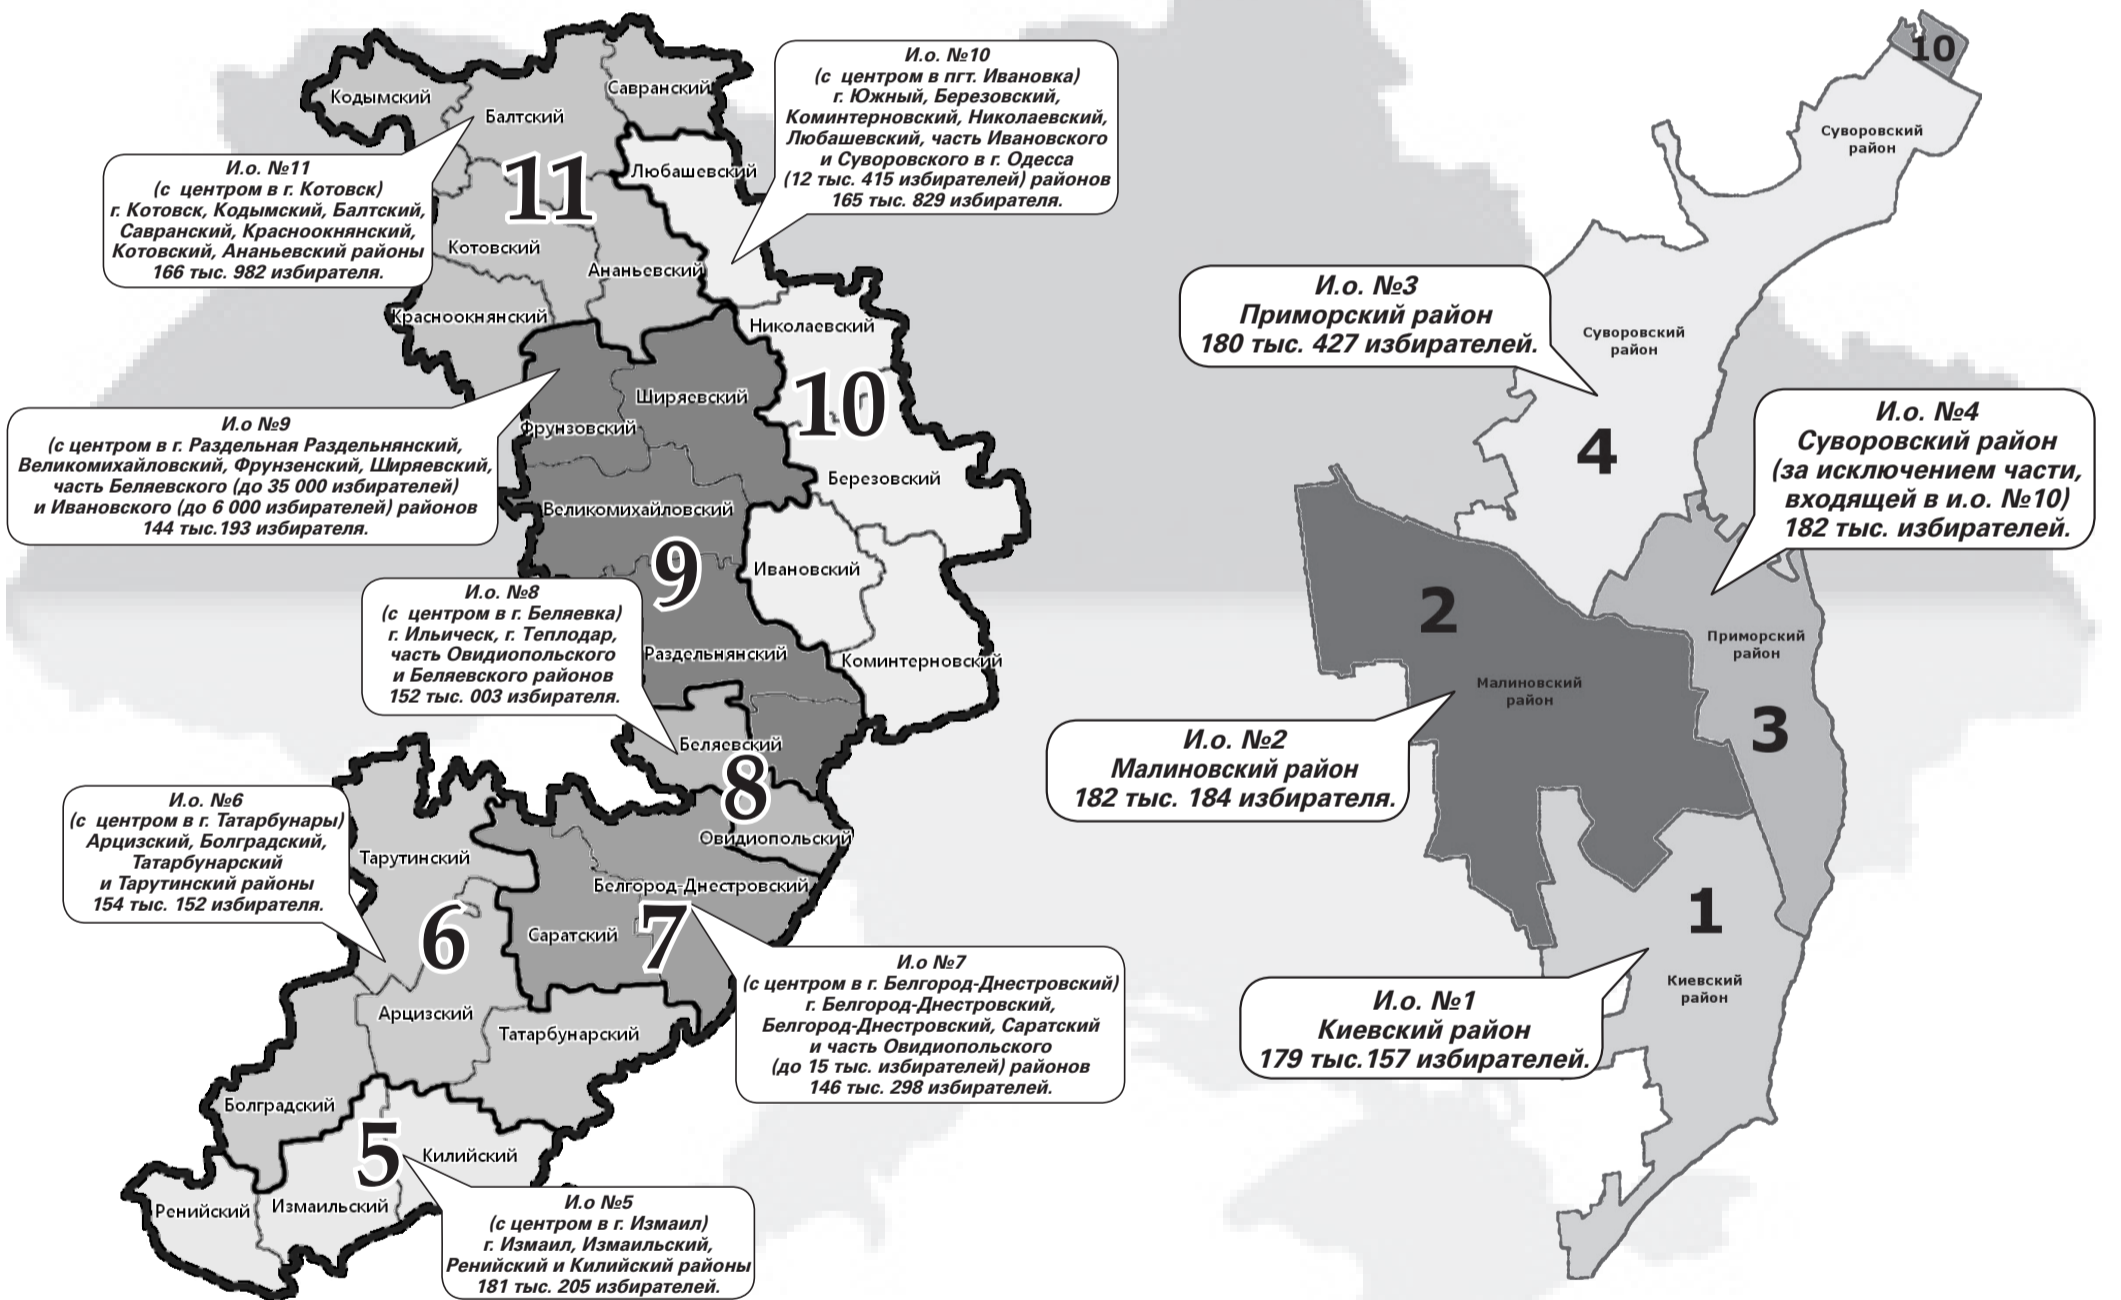 Кодымский
Балтский
Савранский
Любашевский
11
Котовский
Ананьевский
Красноокнянский
Николаевский
Ширяевский
10
Фрунзовский
Березовский
Великомихайловский
9
Ивановский
Раздельнянский
Коминтерновский
Беляевский
8
Овидиопольский
Тарутинский
Белгород-Днестровский
6
Саратский
7
Арцизский
Татарбунарский
Болградский
5
Килийский
Ренийский
Измаильский
И.о. №10
(с центром в пгт. Ивановка)
г. Южный, Березовский,
Коминтерновский, Николаевский,
Любашевский, часть Ивановского
и Суворовского в г. Одесса
(12 тыс. 415 избирателей) районов
165 тыс. 829 избирателя.
И.о. №11
(с центром в г. Котовск)
г. Котовск, Кодымский, Балтский,
Савранский, Красноокнянский,
Котовский, Ананьевский районы
166 тыс. 982 избирателя.
И.о №9
(с центром в г. Раздельная Раздельнянский,
Великомихайловский, Фрунзенский, Ширяевский,
часть Беляевского (до 35 000 избирателей)
и Ивановского (до 6 000 избирателей) районов
144 тыс.193 избирателя.
И.о. №8
(с центром в г. Беляевка)
г. Ильическ, г. Теплодар,
часть Овидиопольского
и Беляевского районов
152 тыс. 003 избирателя.
И.о. №6
(с центром в г. Татарбунары)
Арцизский, Болградский,
Татарбунарский
и Тарутинский районы
154 тыс. 152 избирателя.
И.о №7
(с центром в г. Белгород-Днестровский)
г. Белгород-Днестровский,
Белгород-Днестровский, Саратский
и часть Овидиопольского
(до 15 тыс. избирателей) районов
146 тыс. 298 избирателей.
И.о №5
(с центром в г. Измаил)
г. Измаил, Измаильский,
Ренийский и Килийский районы
181 тыс. 205 избирателей.
10
Суворовский
район
И.о. №3
Приморский район
180 тыс. 427 избирателей.
Суворовский
район
4
И.о. №4
Суворовский район
(за исключением части,
входящей в и.о. №10)
182 тыс. избирателей.
2
Приморский
район
Малиновский
район
3
И.о. №2
Малиновский район
182 тыс. 184 избирателя.
1
Киевский
район
И.о. №1
Киевский район
179 тыс.157 избирателей.